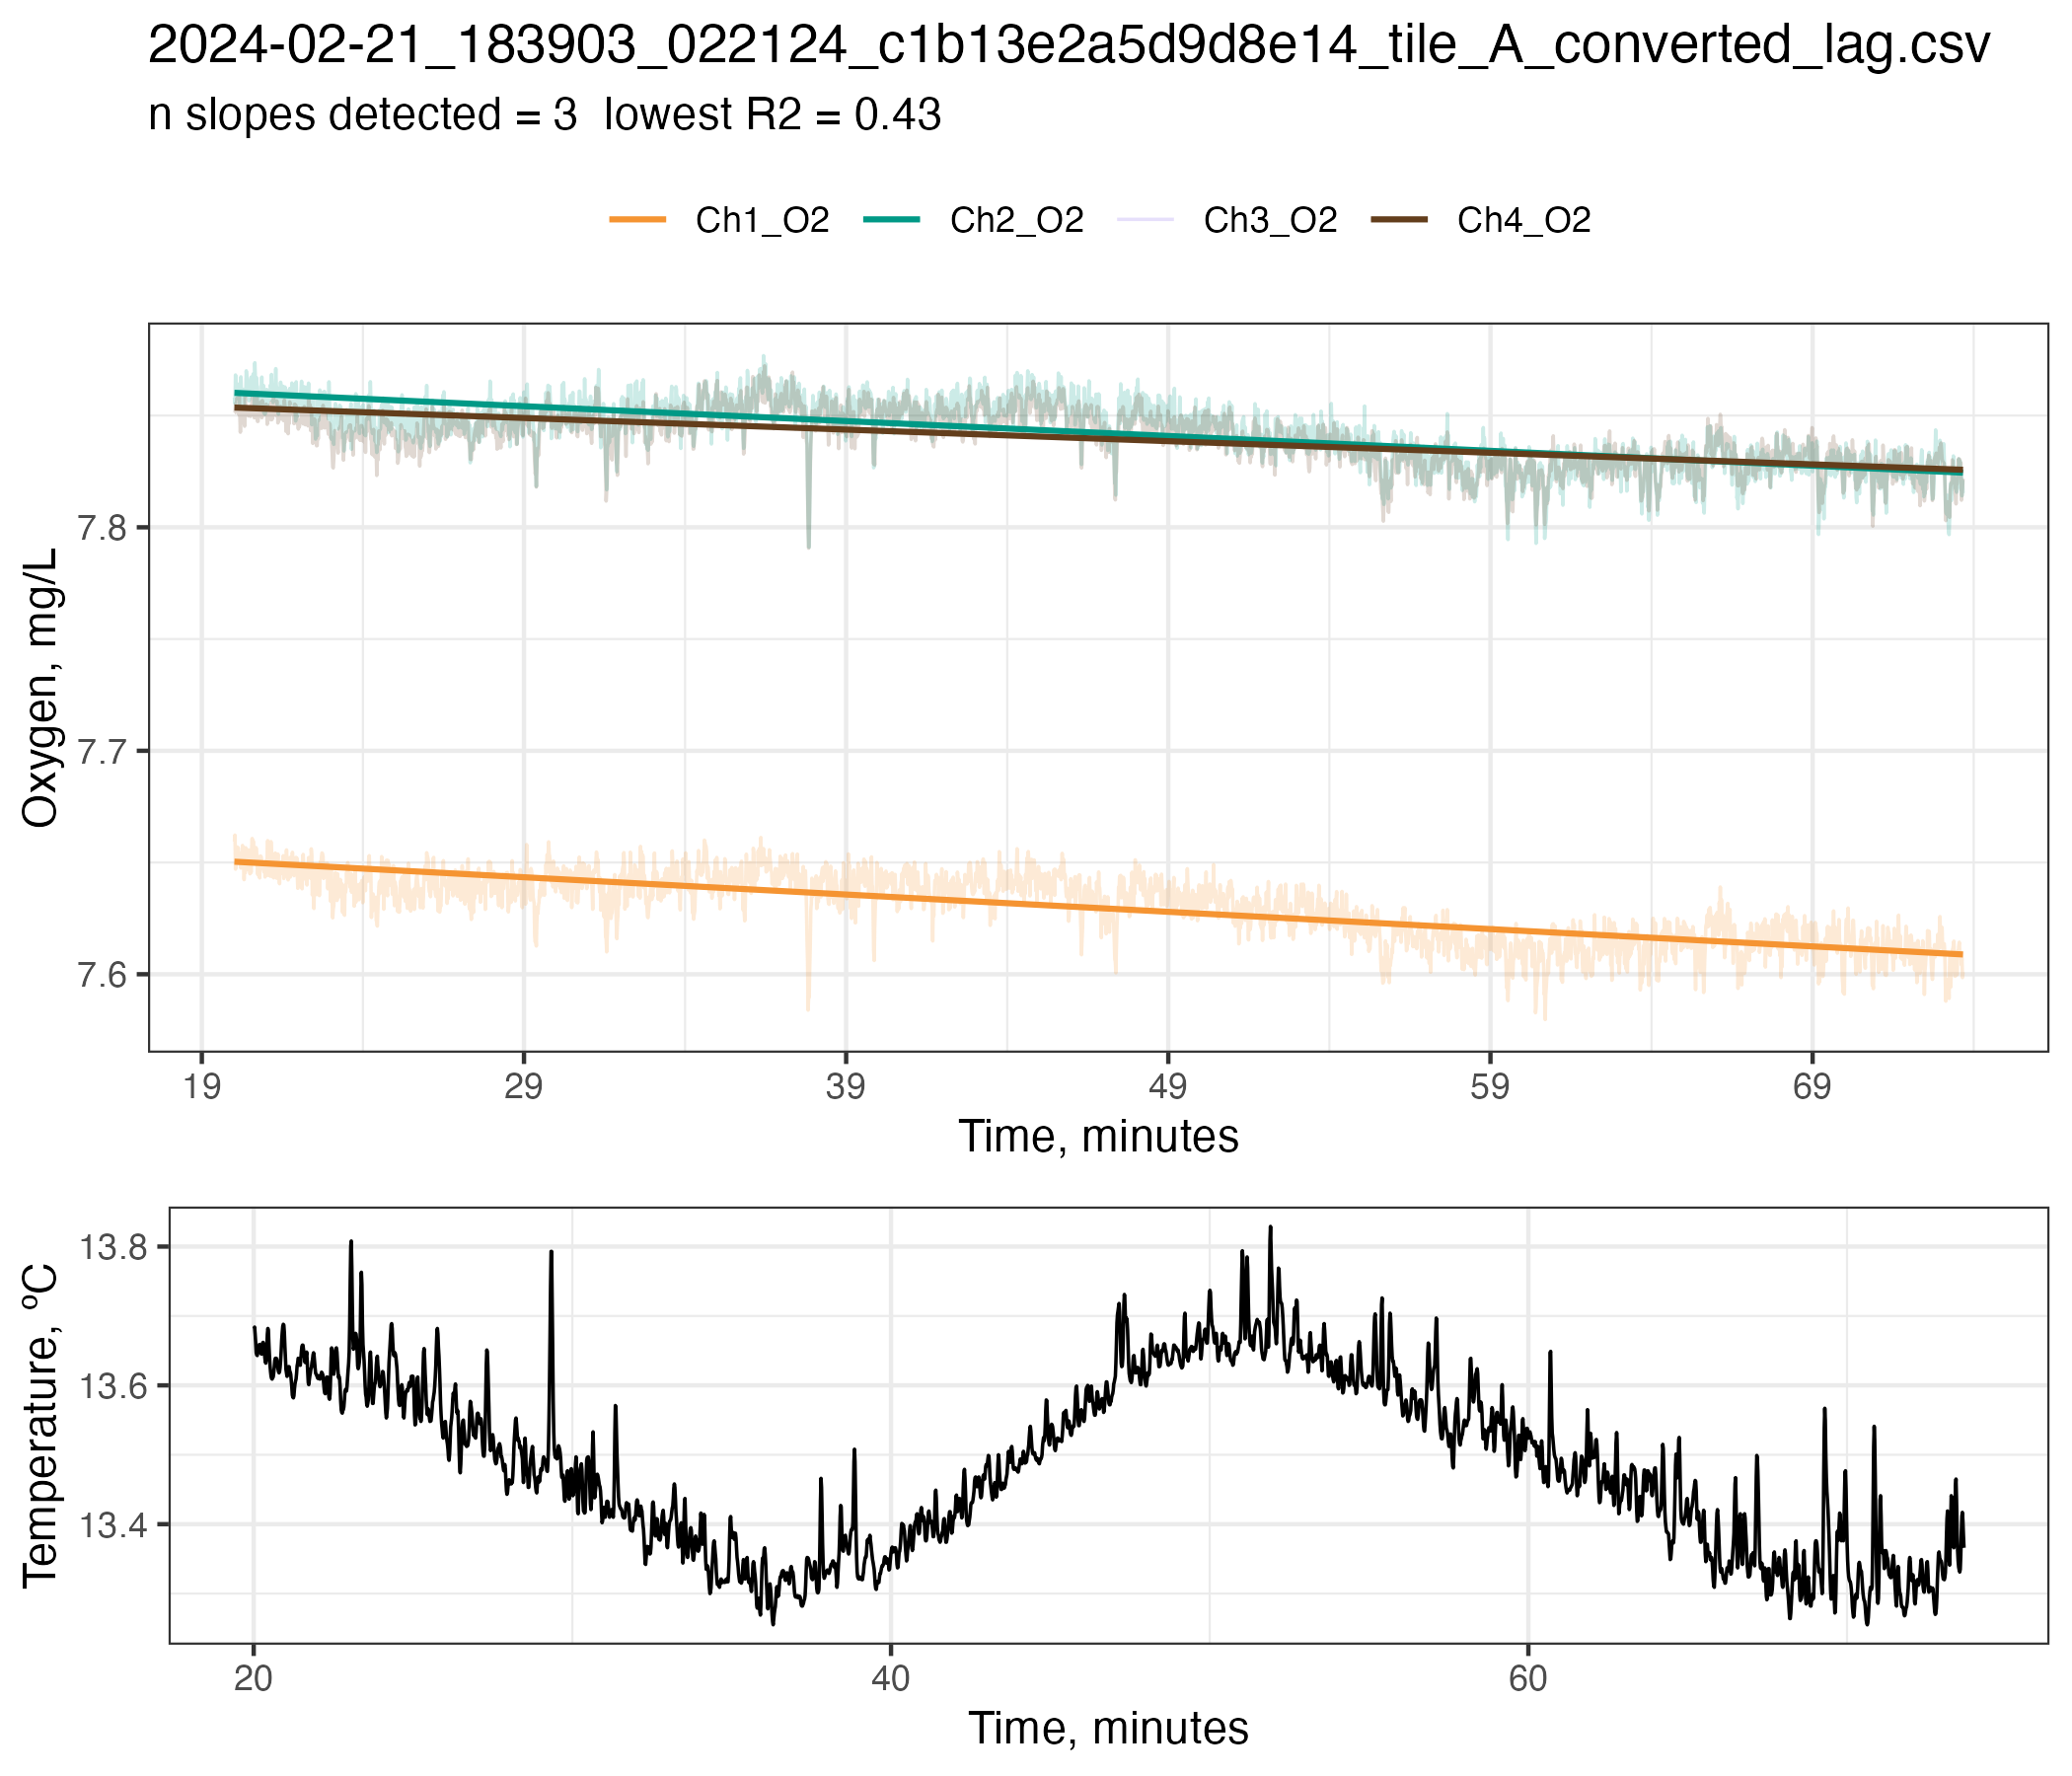 2024-02-21_183903_022124_c1b13e2a5d9d8e14_tile_A_converted_lag.csv
n slopes detected = 3  lowest R2 = 0.43
Ch1_O2 Ch2_O2 Ch3_O2 Ch4_O2
Oxygen, mg/L
7.8
7.7
7.6
19 29 39 49 59 69
Time, minutes
Temperature, ºC
13.8
13.6
13.4
20 40 60
Time, minutes